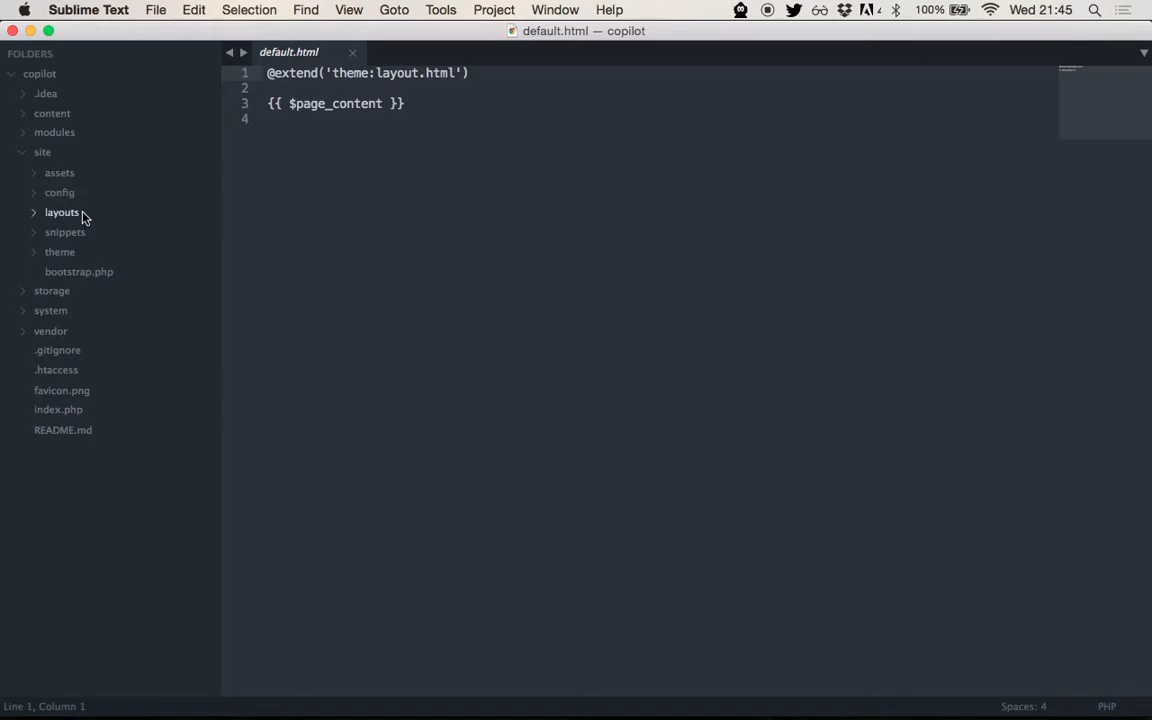 Sublime Text File Edit Selection Find View Goto Tools Project Window Help 4 100% Wed 21:45
default.html — copilot
FOLDERS
copilot
.idea
content
modules
site
assets
config
layouts
snippets
theme
bootstrap.php
storage
system
vendor
.gitignore
.htaccess
favicon.png
index.php
README.md
default.html
1 @extend('theme:layout.html')
2
3 {{ $page_content }}
4
Line 1, Column 1
Spaces: 4
PHP